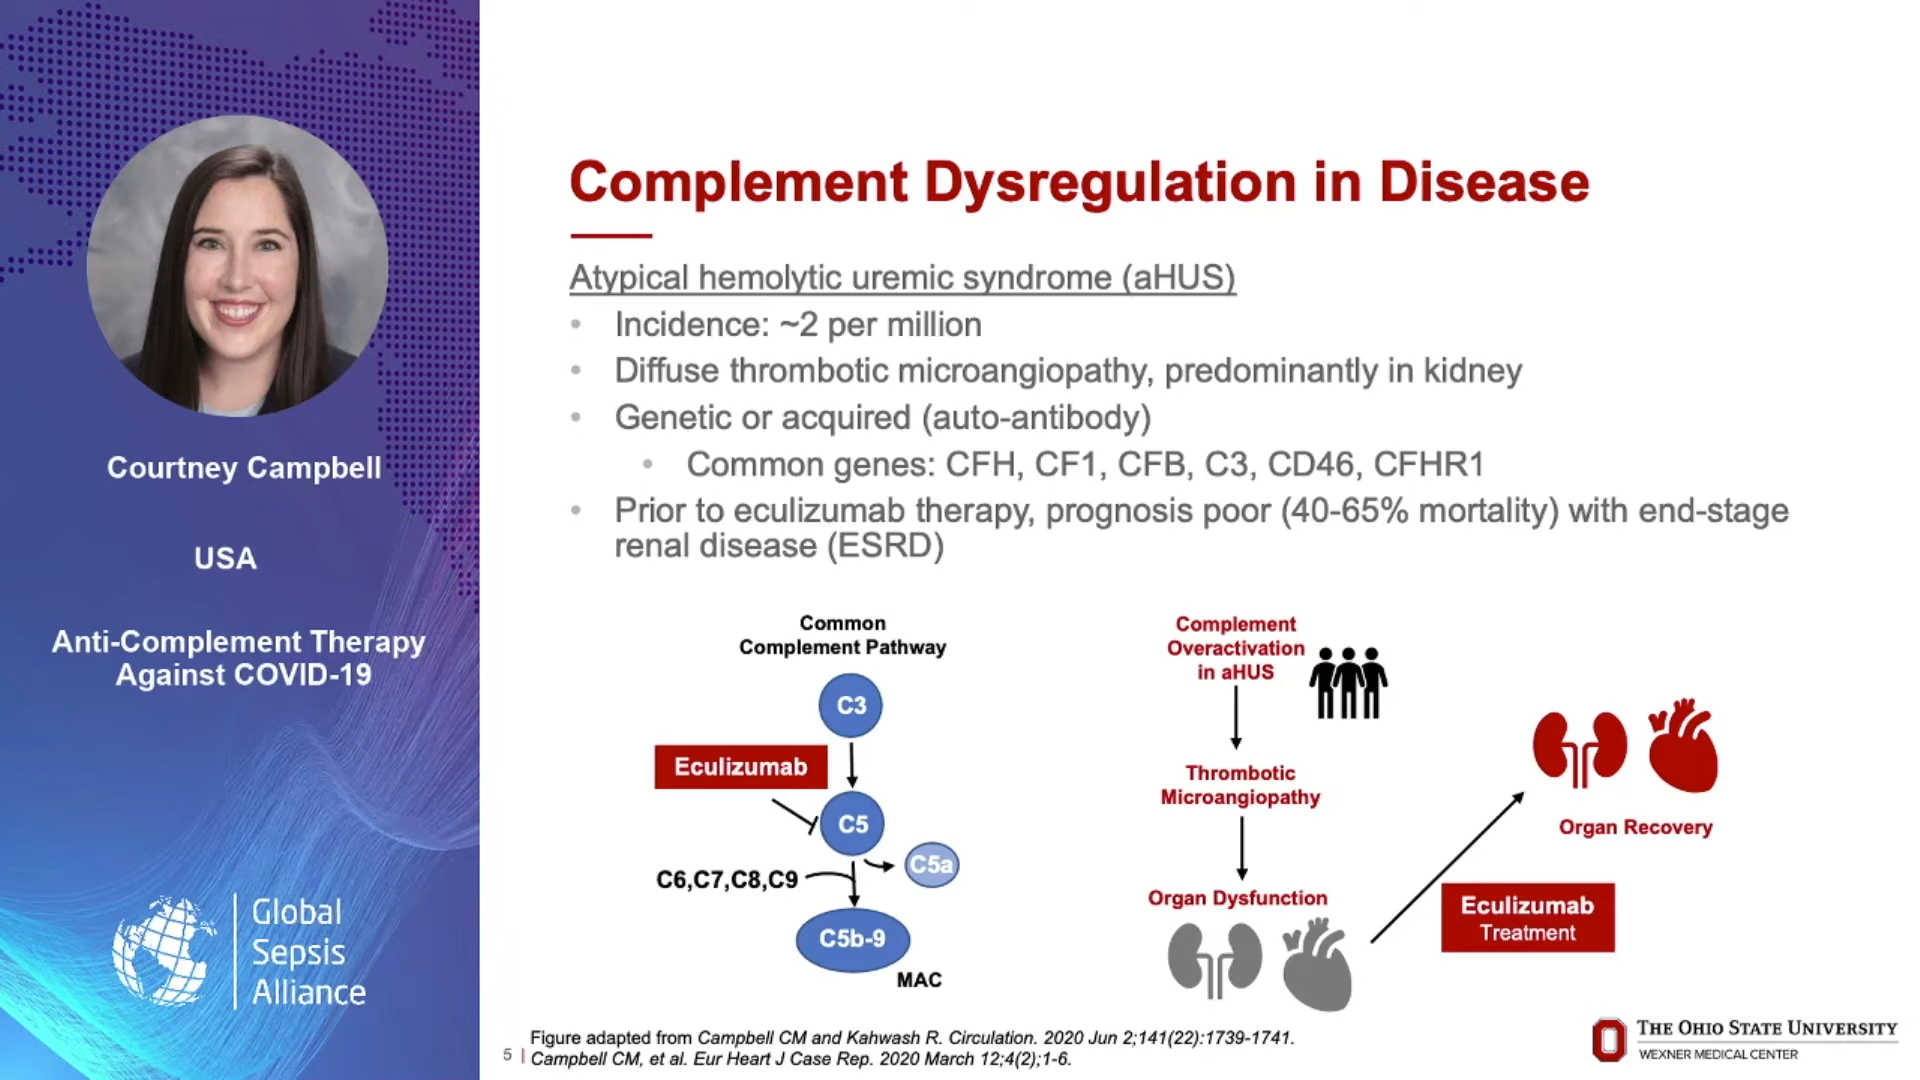 Courtney Campbell
USA
Anti-Complement Therapy
Against COVID-19
Global
Sepsis
Alliance
Complement Dysregulation in Disease
Atypical hemolytic uremic syndrome (aHUS)
• Incidence: ~2 per million
• Diffuse thrombotic microangiopathy, predominantly in kidney
• Genetic or acquired (auto-antibody)
• Common genes: CFH, CF1, CFB, C3, CD46, CFHR1
• Prior to eculizumab therapy, prognosis poor (40-65% mortality) with end-stage
renal disease (ESRD)
Common
Complement Pathway
C3
Eculizumab
C5
C5a
C6,C7,C8,C9
C5b-9
MAC
Complement
Overactivation
in aHUS
Thrombotic
Microangiopathy
Organ Dysfunction
Organ Recovery
Eculizumab
Treatment
Figure adapted from Campbell CM and Kahwash R. Circulation. 2020 Jun 2;141(22):1739-1741.
5 | Campbell CM, et al. Eur Heart J Case Rep. 2020 March 12;4(2);1-6.
THE OHIO STATE UNIVERSITY
WEXNER MEDICAL CENTER